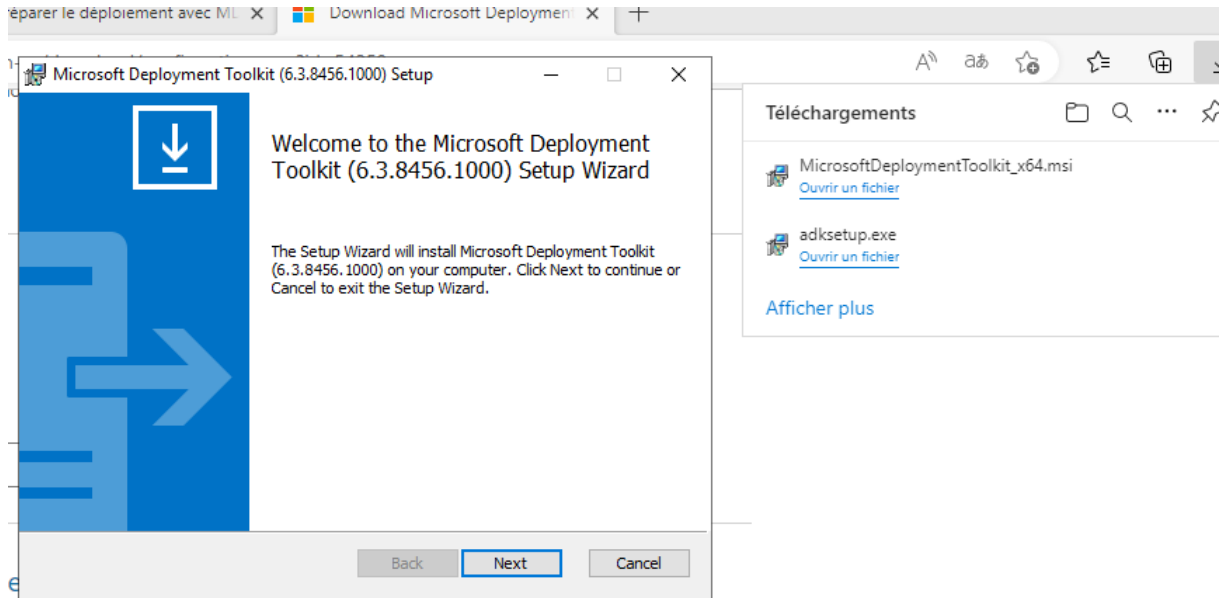 éparer le déploiement avec M
Download Microsoft Deployment
Microsoft Deployment Toolkit (6.3.8456.1000) Setup
Welcome to the Microsoft Deployment
Toolkit (6.3.8456.1000) Setup Wizard
The Setup Wizard will install Microsoft Deployment Toolkit
(6.3.8456.1000) on your computer. Click Next to continue or
Cancel to exit the Setup Wizard.
Back
Next
Cancel
Téléchargements
MicrosoftDeploymentToolkit_x64.msi
Ouvrir un fichier
adksetup.exe
Ouvrir un fichier
Afficher plus